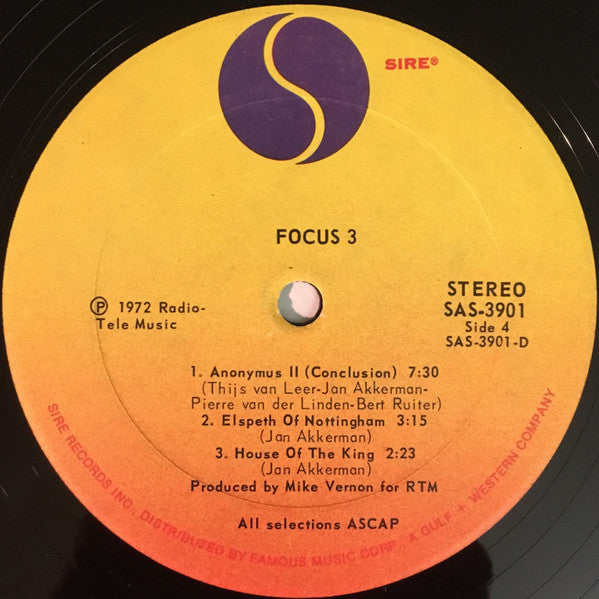 SIRE®
FOCUS 3
℗ 1972 Radio-
Tele Music
STEREO
SAS-3901
Side 4
SAS-3901-D
1. Anonymus II (Conclusion) 7:30
(Thijs van Leer-Jan Akkerman-
Pierre van der Linden-Bert Ruiter)
2. Elspeth Of Nottingham 3:15
(Jan Akkerman)
3. House Of The King 2:23
(Jan Akkerman)
Produced by Mike Vernon for RTM
All selections ASCAP
SIRE RECORDS INC., DISTRIBUTED BY FAMOUS MUSIC CORP. A GULF + WESTERN COMPANY